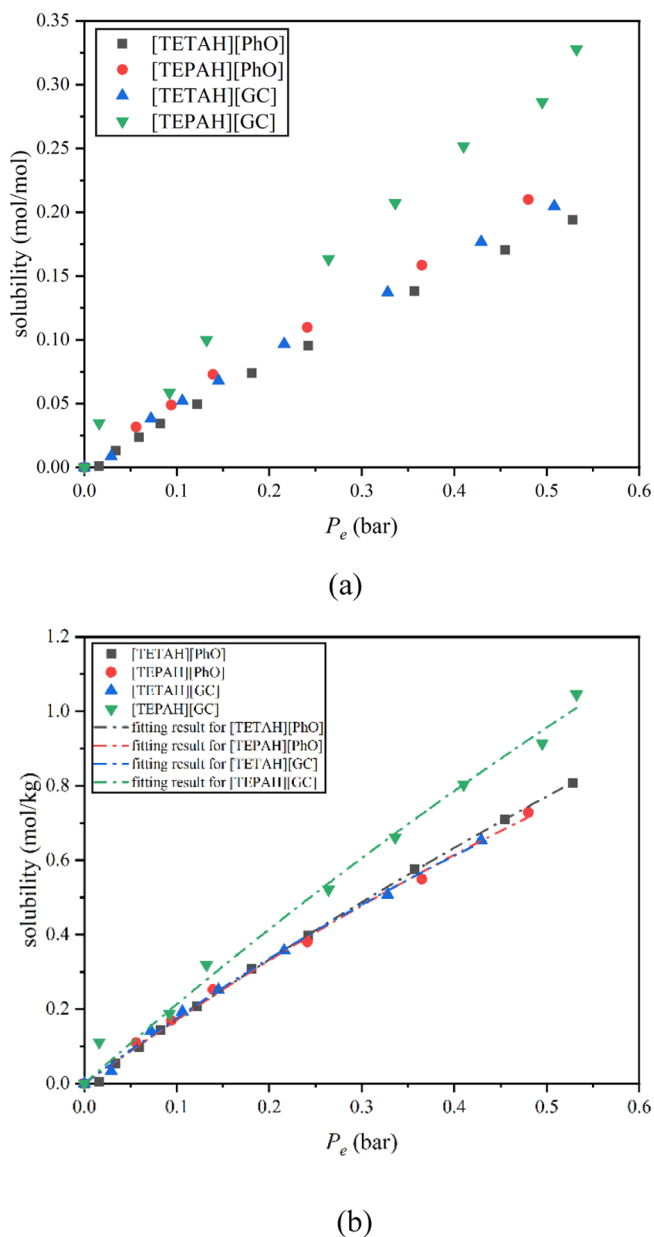 0.35
0.30
0.25
0.20
0.15
0.10
0.05
0.00
solubility (mol/mol)
[TETAH][PhO]
[TEPAH][PhO]
[TETAH][GC]
[TEPAH][GC]
0.0 0.1 0.2 0.3 0.4 0.5 0.6
Pe (bar)
(a)
1.2
1.0
0.8
0.6
0.4
0.2
0.0
solubility (mol/kg)
[TETAH][PhO]
[TEPAH][PhO]
[TETAH][GC]
[TEPAH][GC]
fitting result for [TETAH][PhO]
fitting result for [TEPAH][PhO]
fitting result for [TETAH][GC]
fitting result for [TEPAH][GC]
0.0 0.1 0.2 0.3 0.4 0.5 0.6
Pe (bar)
(b)